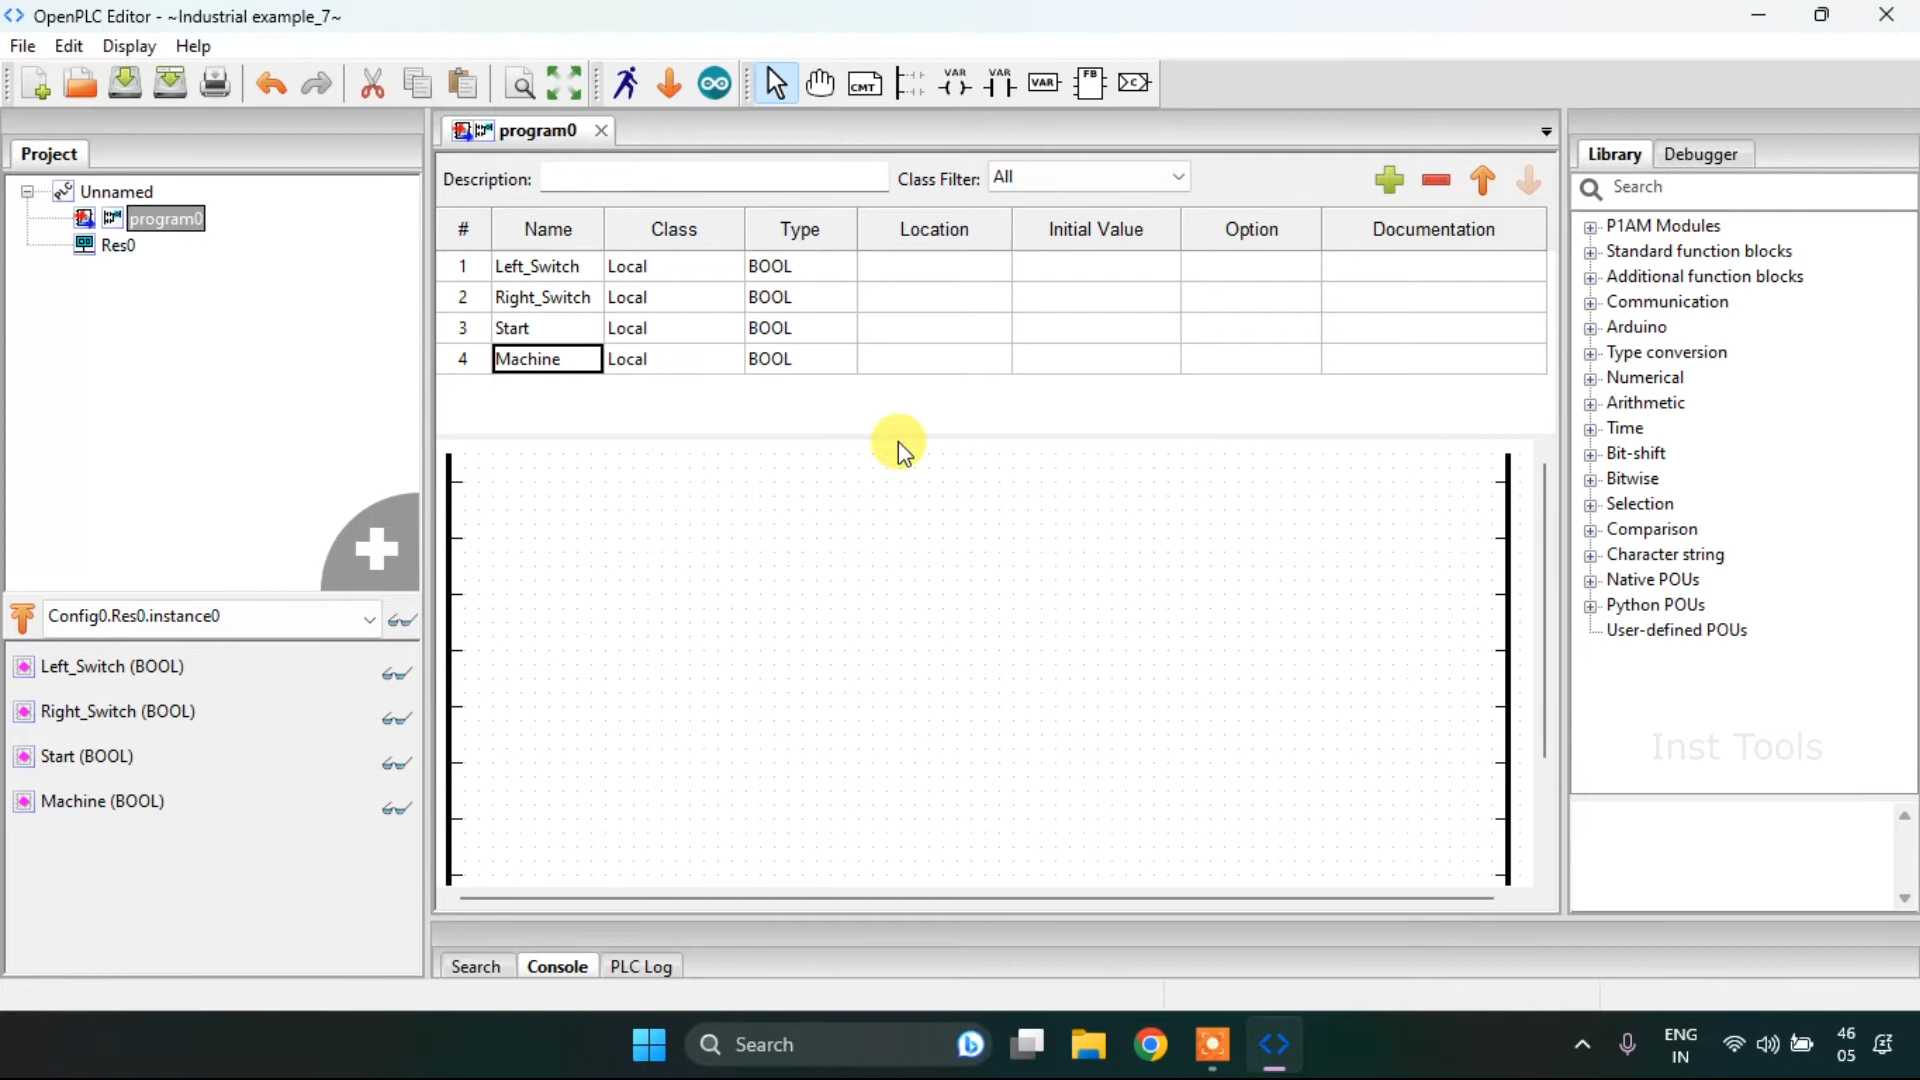 OpenPLC Editor - ~Industrial example_7~
File Edit Display Help
CMT VAR VAR VAR FB C
Project
Unnamed
program0
Res0
Config0.Res0.instance0
Left_Switch (BOOL)
Right_Switch (BOOL)
Start (BOOL)
Machine (BOOL)
program0
Description: Class Filter: All
# Name Class Type Location Initial Value Option Documentation
1 Left_Switch Local BOOL
2 Right_Switch Local BOOL
3 Start Local BOOL
4 Machine Local BOOL
Search Console PLC Log
Library Debugger
Search
P1AM Modules
Standard function blocks
Additional function blocks
Communication
Arduino
Type conversion
Numerical
Arithmetic
Time
Bit-shift
Bitwise
Selection
Comparison
Character string
Native POUs
Python POUs
User-defined POUs
Inst Tools
Search
ENG
IN
46
05